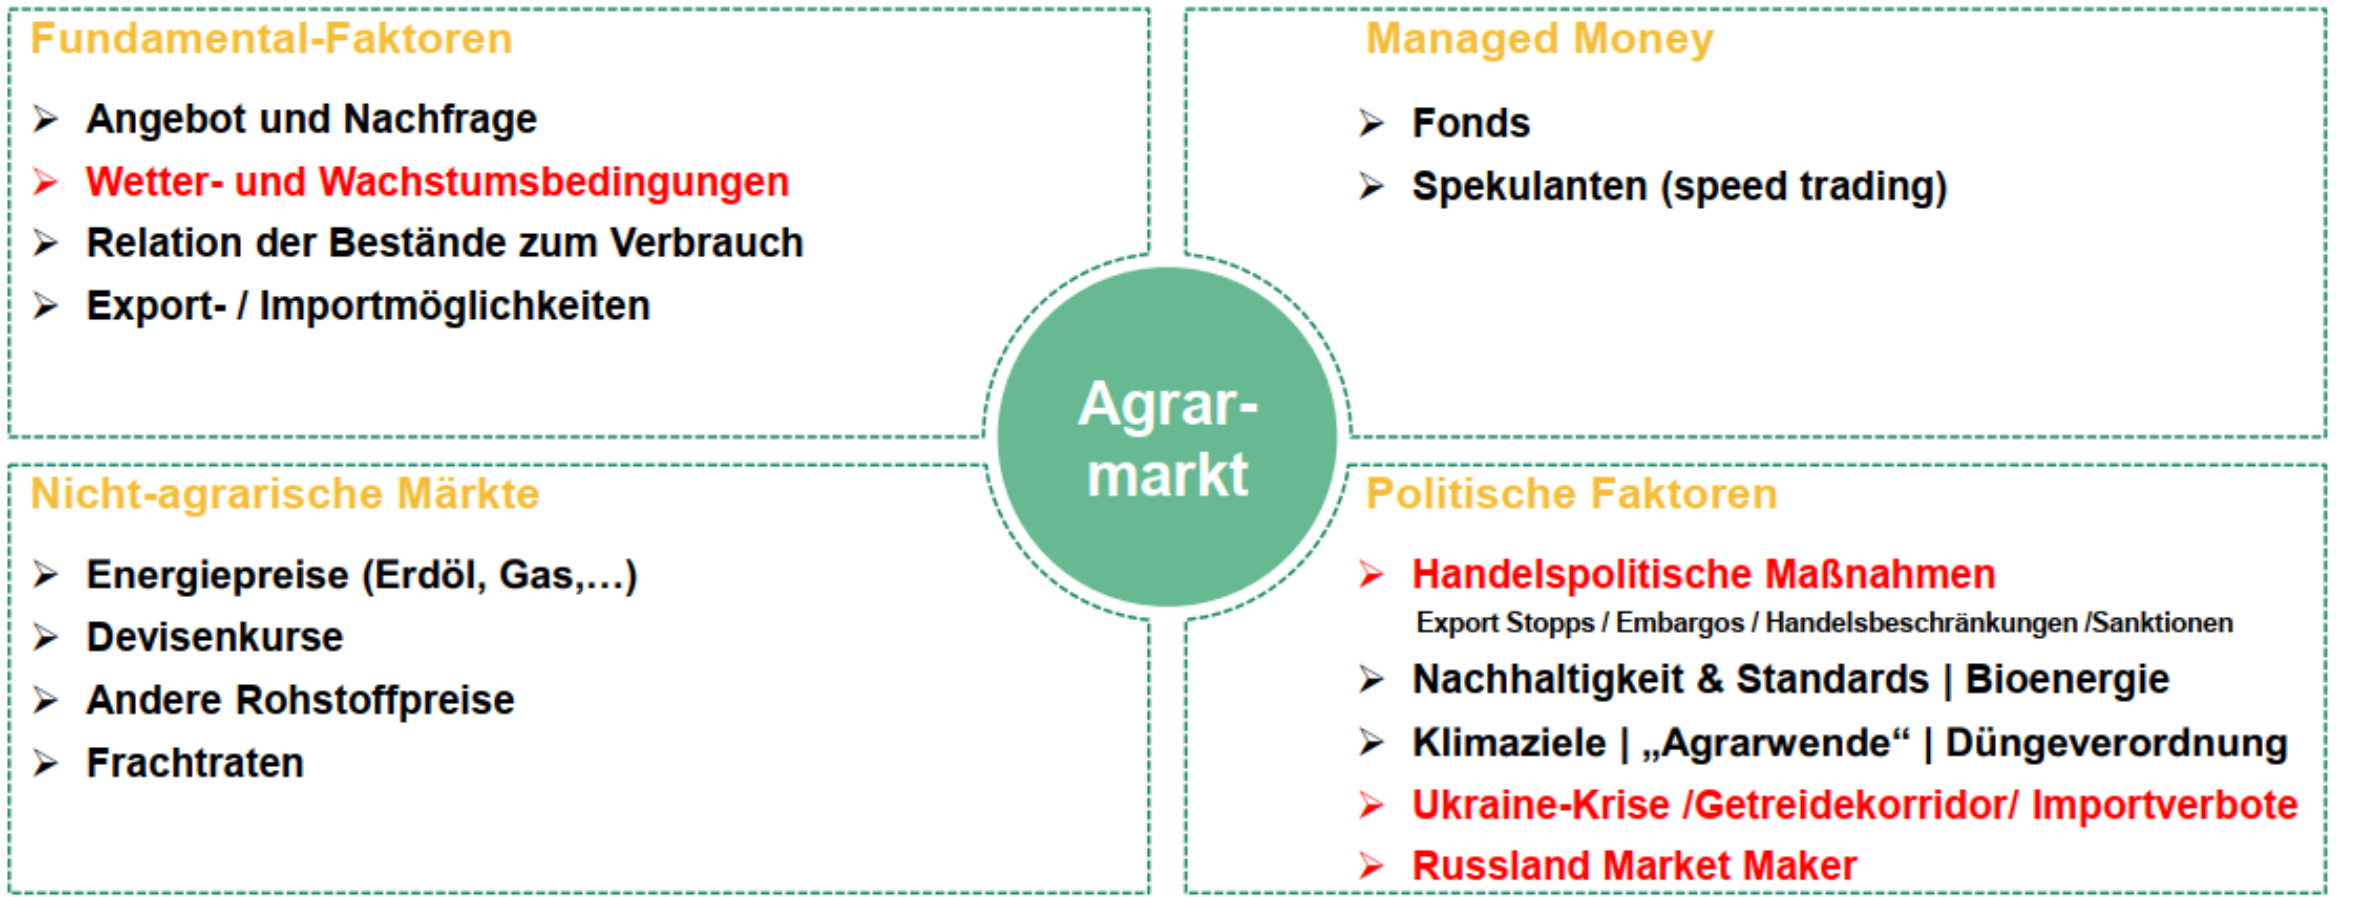 Fundamental-Faktoren
➢ Angebot und Nachfrage
➢ Wetter- und Wachstumsbedingungen
➢ Relation der Bestände zum Verbrauch
➢ Export- / Importmöglichkeiten
Managed Money
➢ Fonds
➢ Spekulanten (speed trading)
Agrar-
markt
Nicht-agrarische Märkte
➢ Energiepreise (Erdöl, Gas,…)
➢ Devisenkurse
➢ Andere Rohstoffpreise
➢ Frachtraten
Politische Faktoren
➢ Handelspolitische Maßnahmen
Export Stopps / Embargos / Handelsbeschränkungen /Sanktionen
➢ Nachhaltigkeit & Standards | Bioenergie
➢ Klimaziele | „Agrarwende“ | Düngeverordnung
➢ Ukraine-Krise /Getreidekorridor/ Importverbote
➢ Russland Market Maker